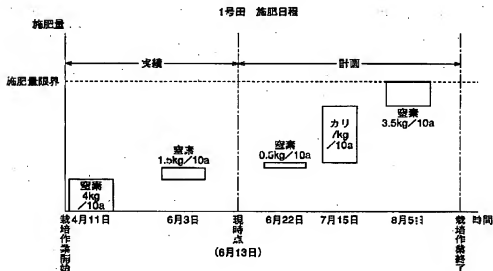 1号田 施肥日程
施肥量
実績
計画
施肥量限界
窒素
3.5kg/10a
カリ
/kg
/10a
窒素
1.5kg/10a
窒素
0.5kg/10a
窒素
4kg
/10a
4月11日
6月3日
6月22日
7月15日
8月5日
時間
栽培作業開始
現時点
(6月13日)
栽培作業終了